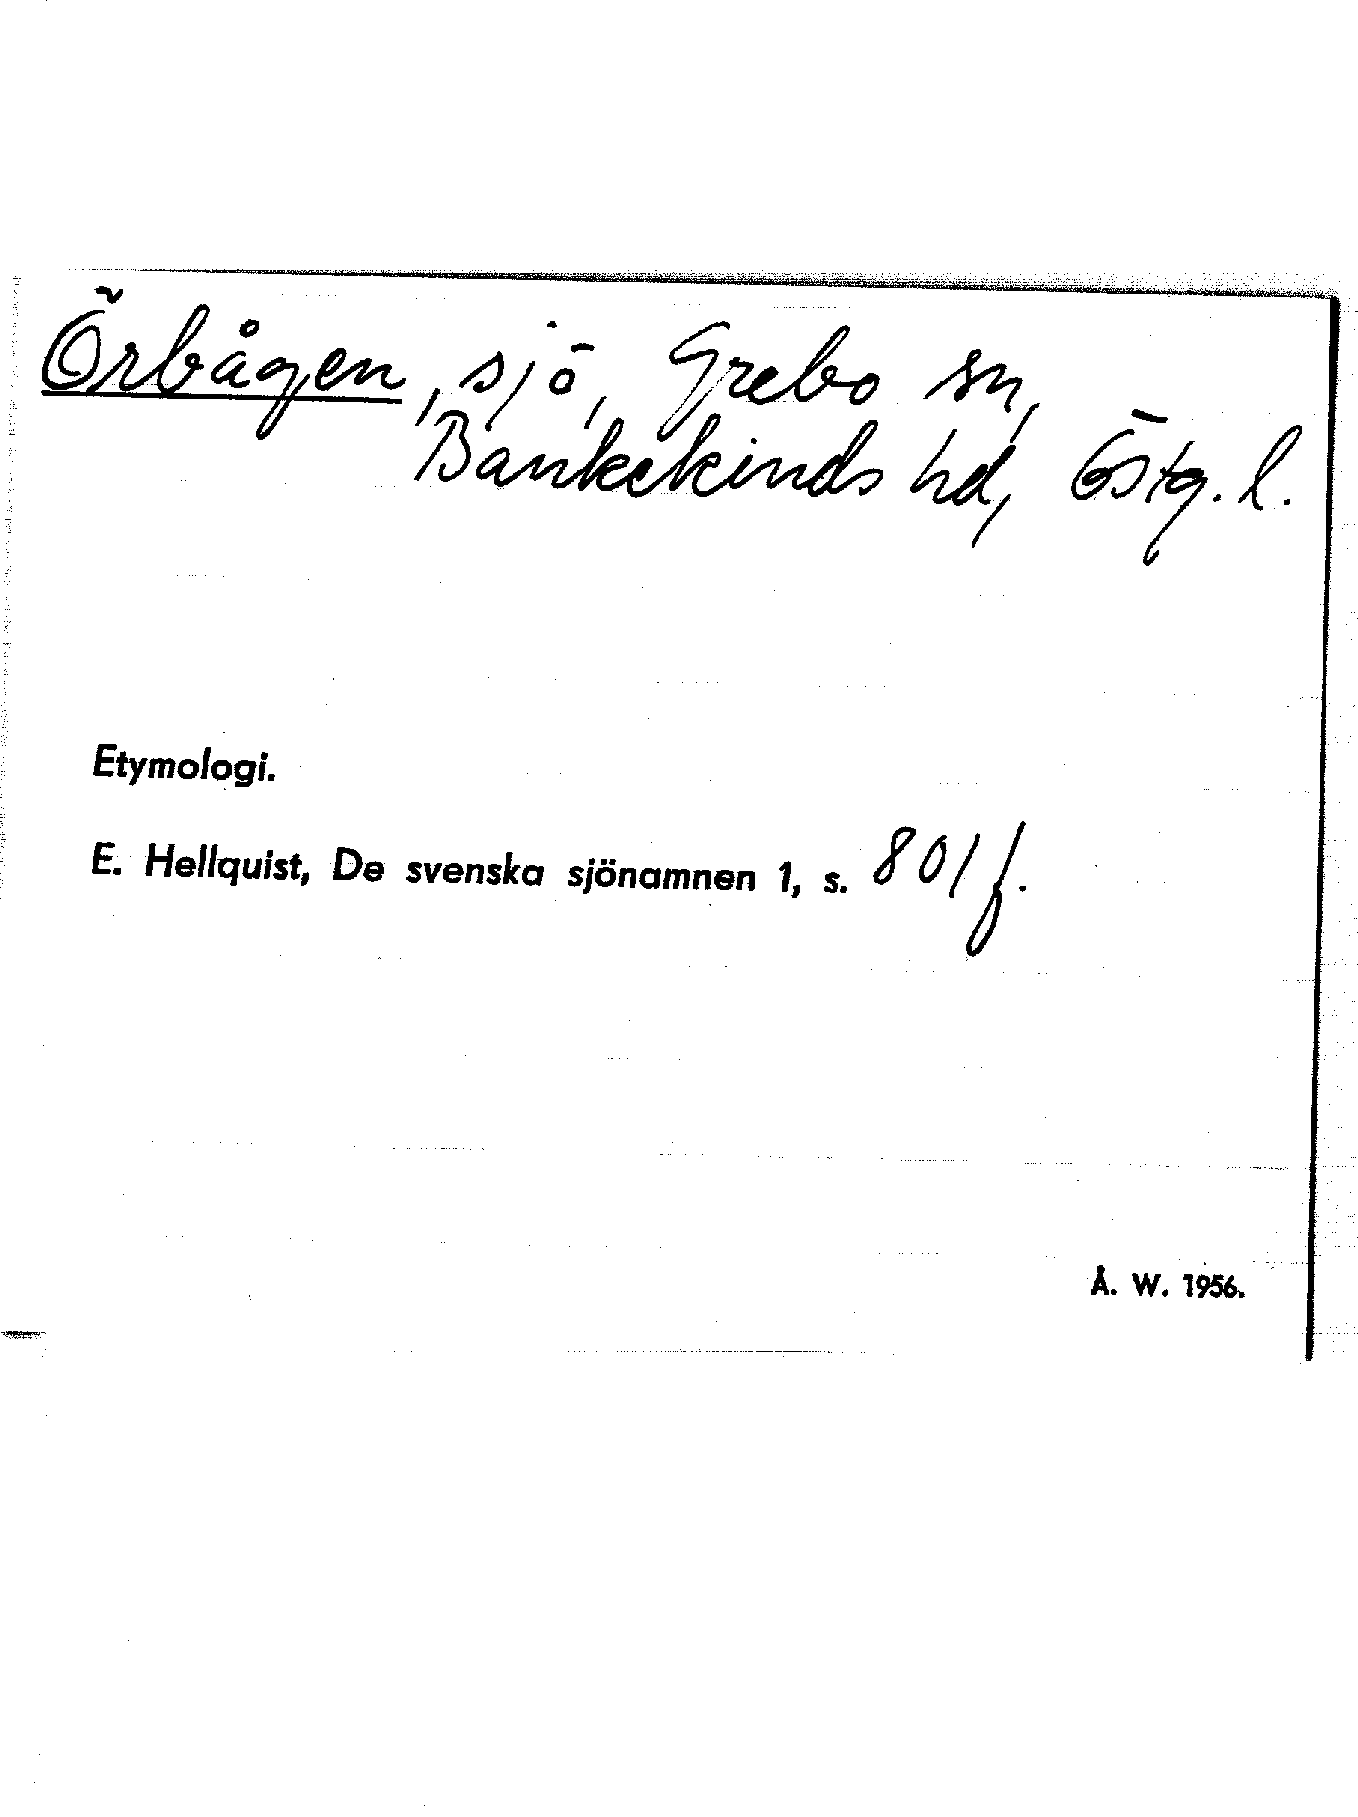 Örbågen, sjö, Grebo sn,
Bankekinds hd, Östg. l.
Etymologi.
E. Hellquist, De svenska sjönamnen 1, s. 801 f.
Å. W. 1956.